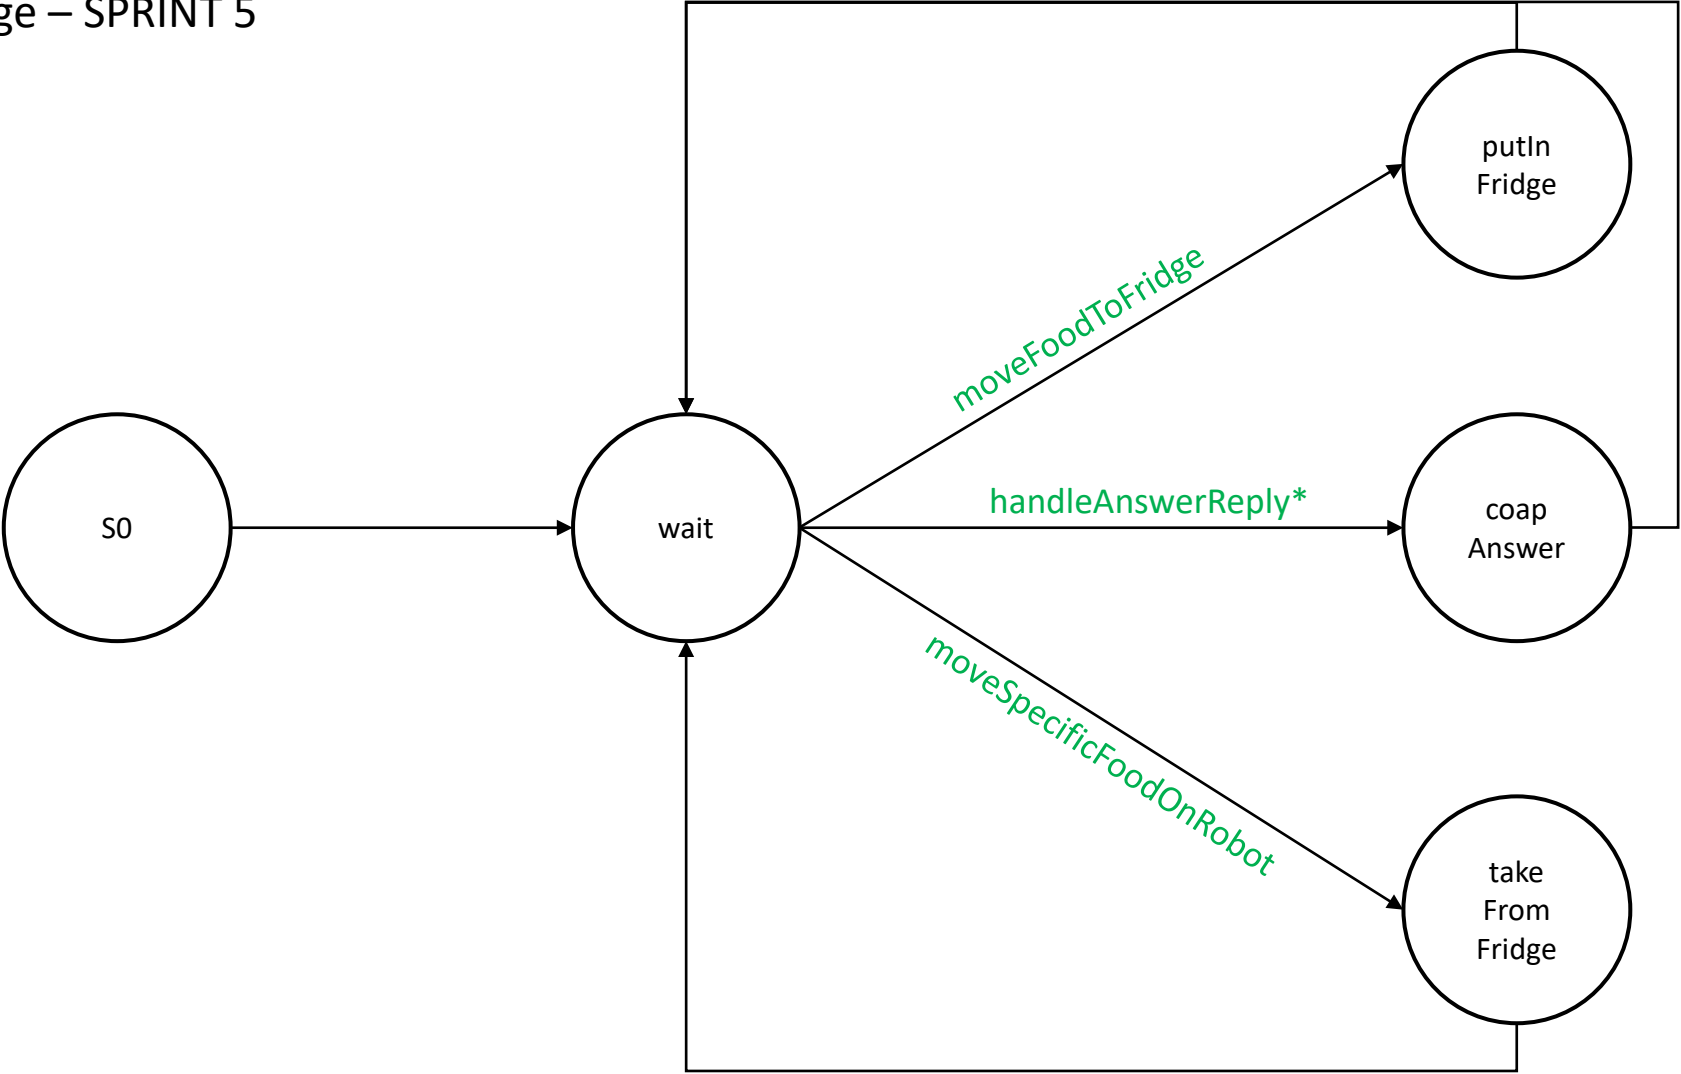 ge – SPRINT 5
putIn
Fridge
moveFoodToFridge
handleAnswerReply*
coap
Answer
S0
wait
moveSpecificFoodOnRobot
take
From
Fridge